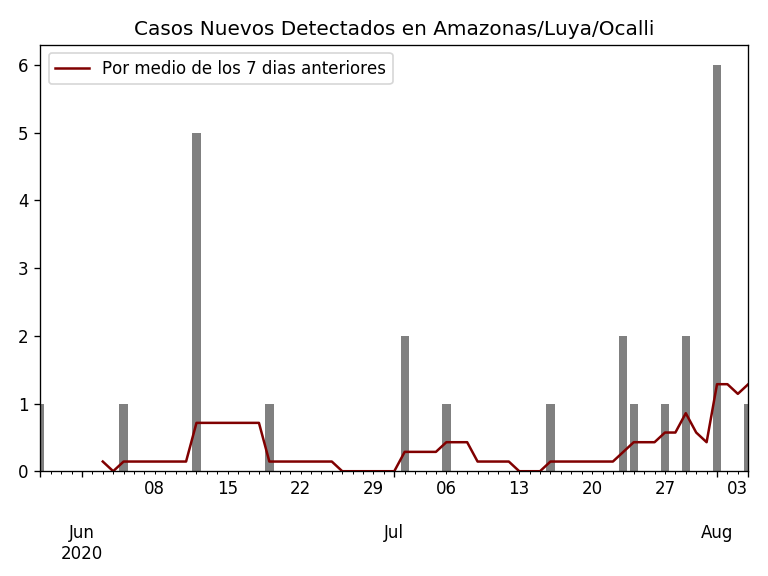 Casos Nuevos Detectados en Amazonas/Luya/Ocalli
Por medio de los 7 dias anteriores
6
5
4
3
2
1
0
08 15 22 29 06 13 20 27 03
Jun Jul Aug
2020